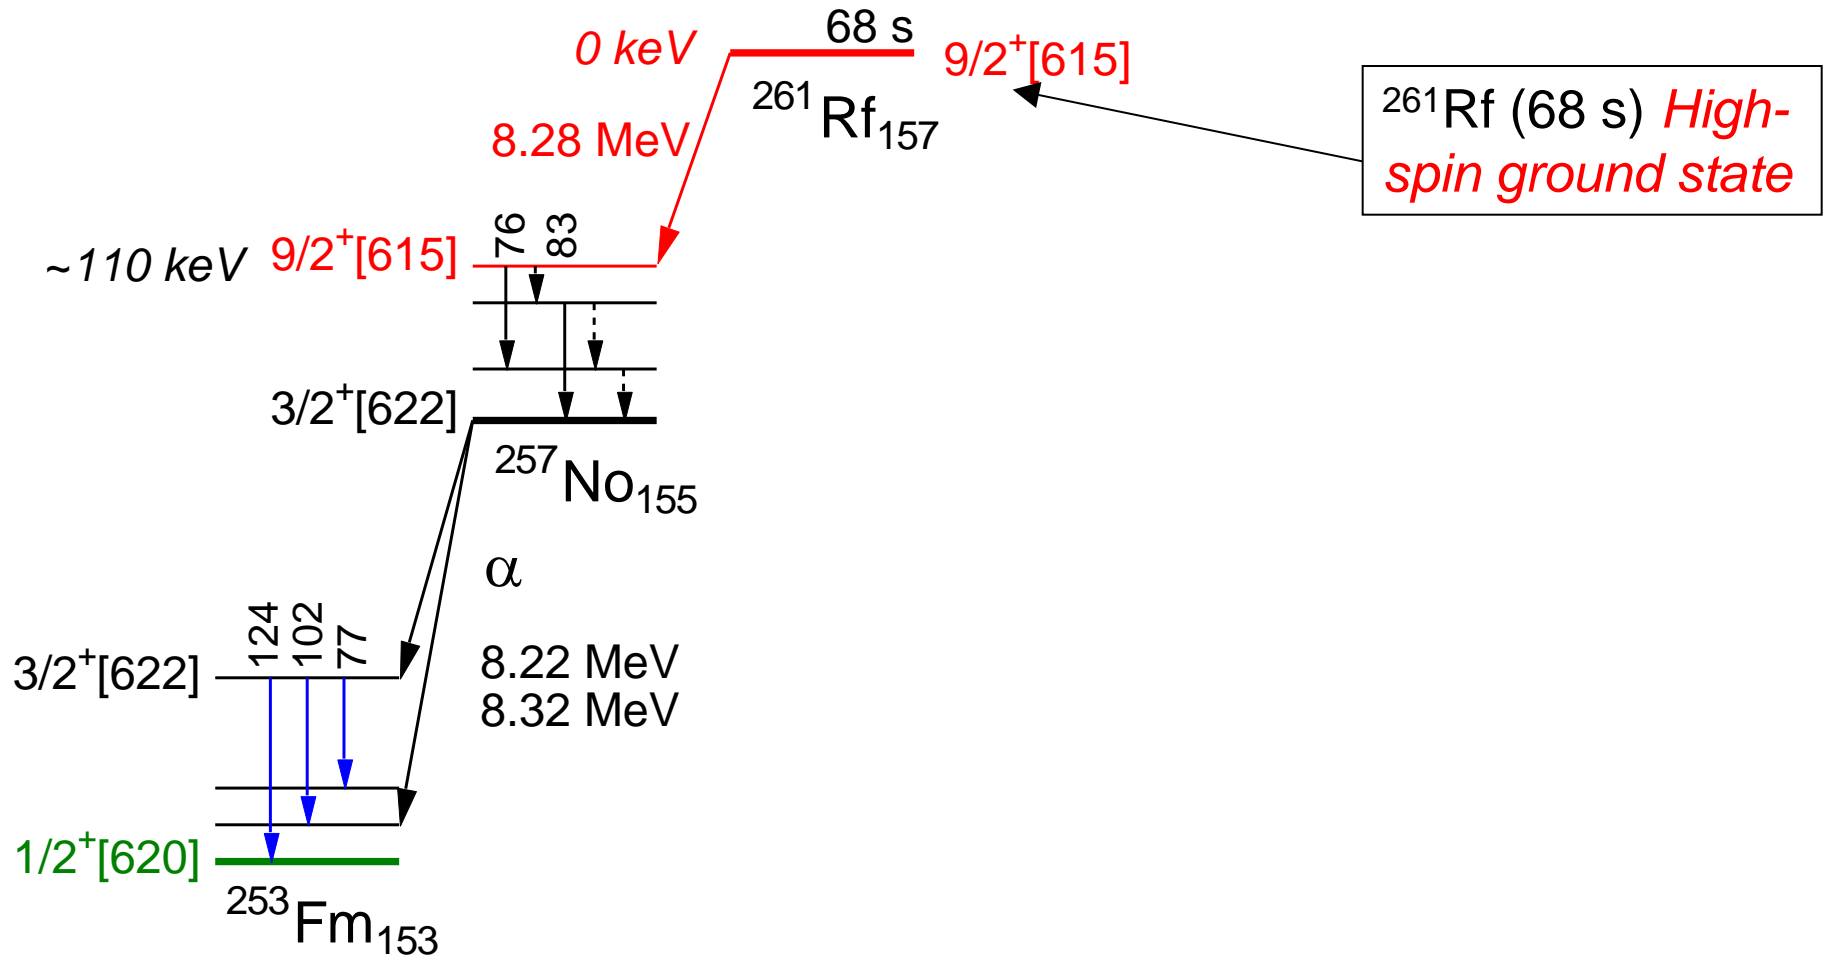 68 s
0 keV
9/2⁺[615]
²⁶¹Rf₁₅₇
²⁶¹Rf (68 s) High-
spin ground state
8.28 MeV
76
83
~110 keV
9/2⁺[615]
3/2⁺[622]
²⁵⁷No₁₅₅
α
124
102
77
3/2⁺[622]
8.22 MeV
8.32 MeV
1/2⁺[620]
²⁵³Fm₁₅₃